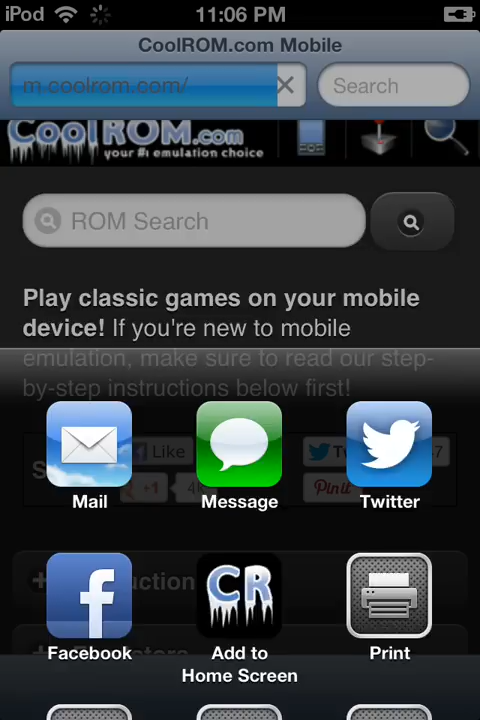 iPod
11:06 PM
CoolROM.com Mobile
m.coolrom.com/
Search
CoolROM.com
your #1 emulation choice
ROM Search
Play classic games on your mobile
device! If you're new to mobile
emulation, make sure to read our step-
by-step instructions below first!
Like
+1
Pin it
Mail
Message
Twitter
CR
Facebook
Add to
Home Screen
Print